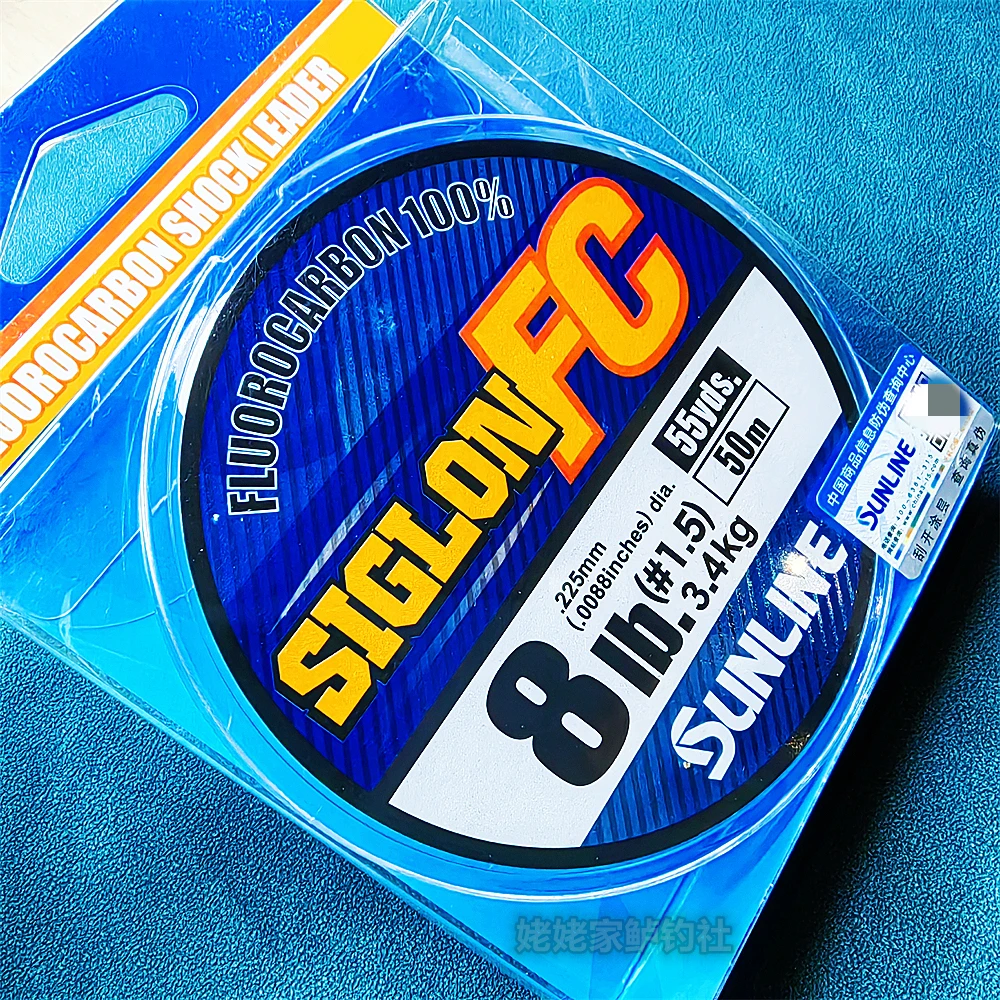 FLUOROCARBON SHOCK LEADER
FLUOROCARBON 100%
SIGLON FC
55yds.
50m
.225mm
(.0088inches) dia.
8 lb. (#1.5)
3.4kg
SUNLINE
中国商品信息防伪查询中心
SUNLINE
刮开涂层 查询真伪
姥姥家鲈钓社